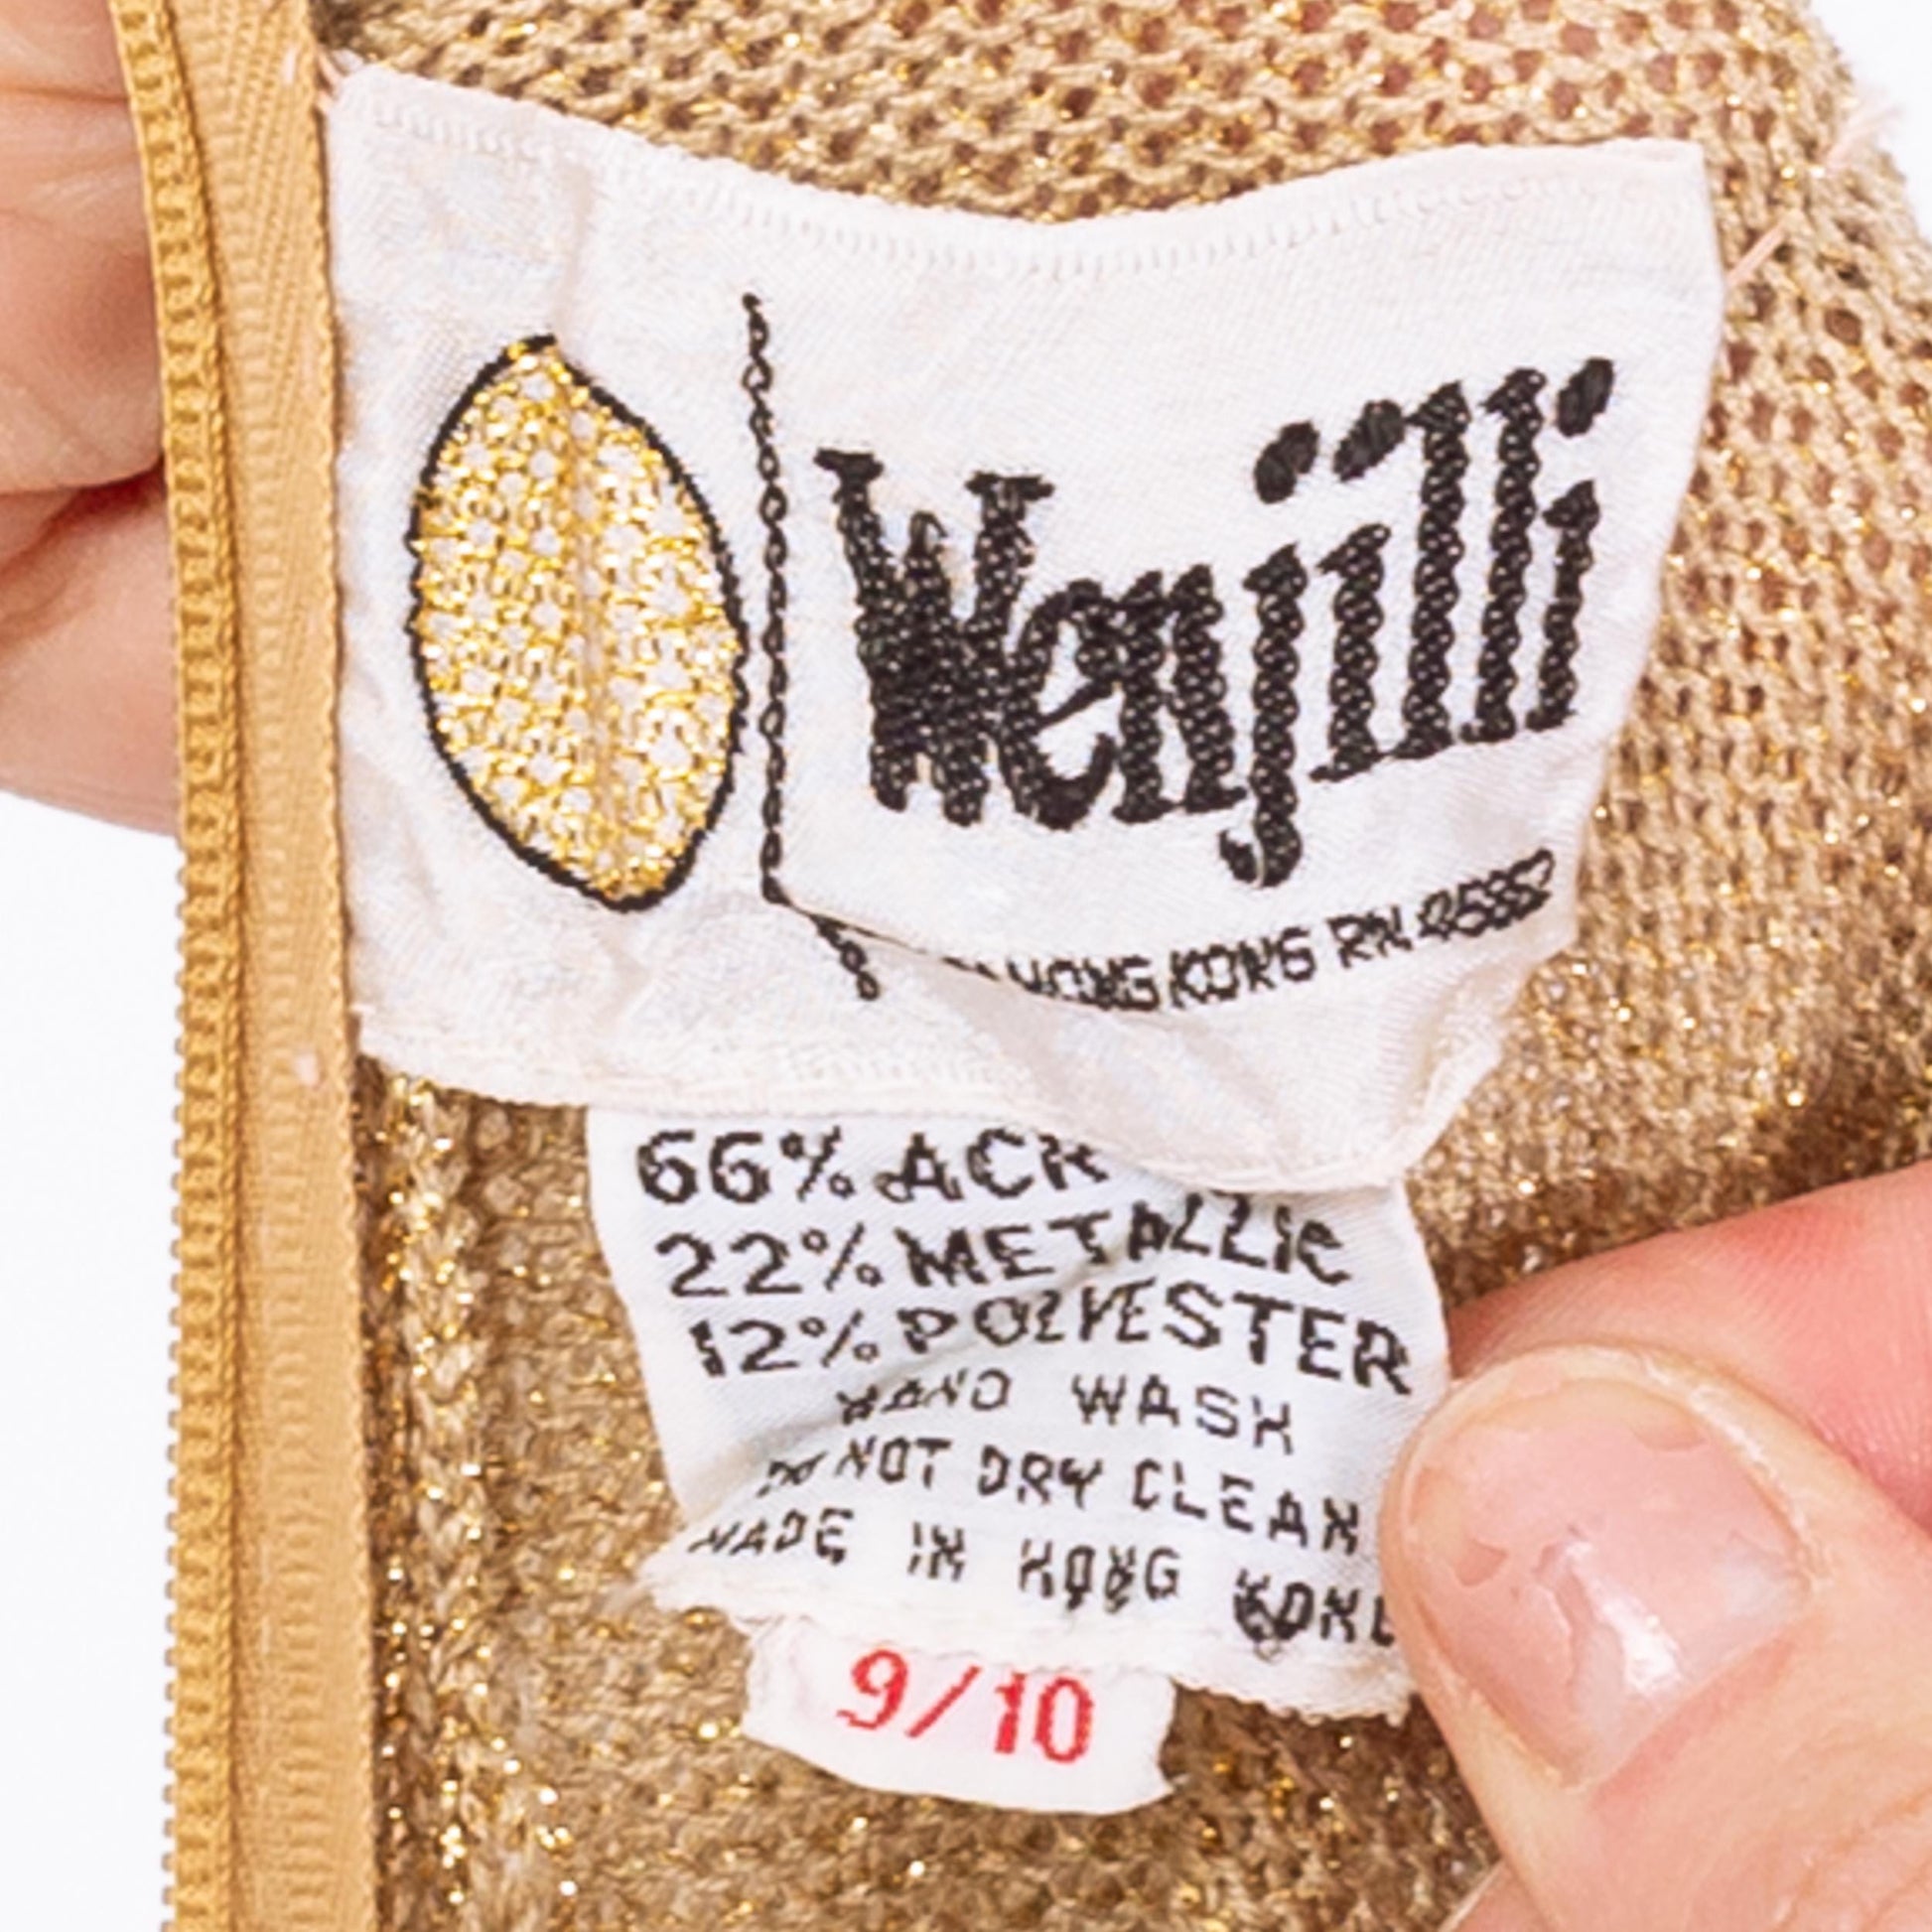 Wenjilli
HONG KONG RN
66% ACR
22% METALLIC
12% POLYESTER
HAND WASH
DO NOT DRY CLEAN
MADE IN HONG KONG
9/10